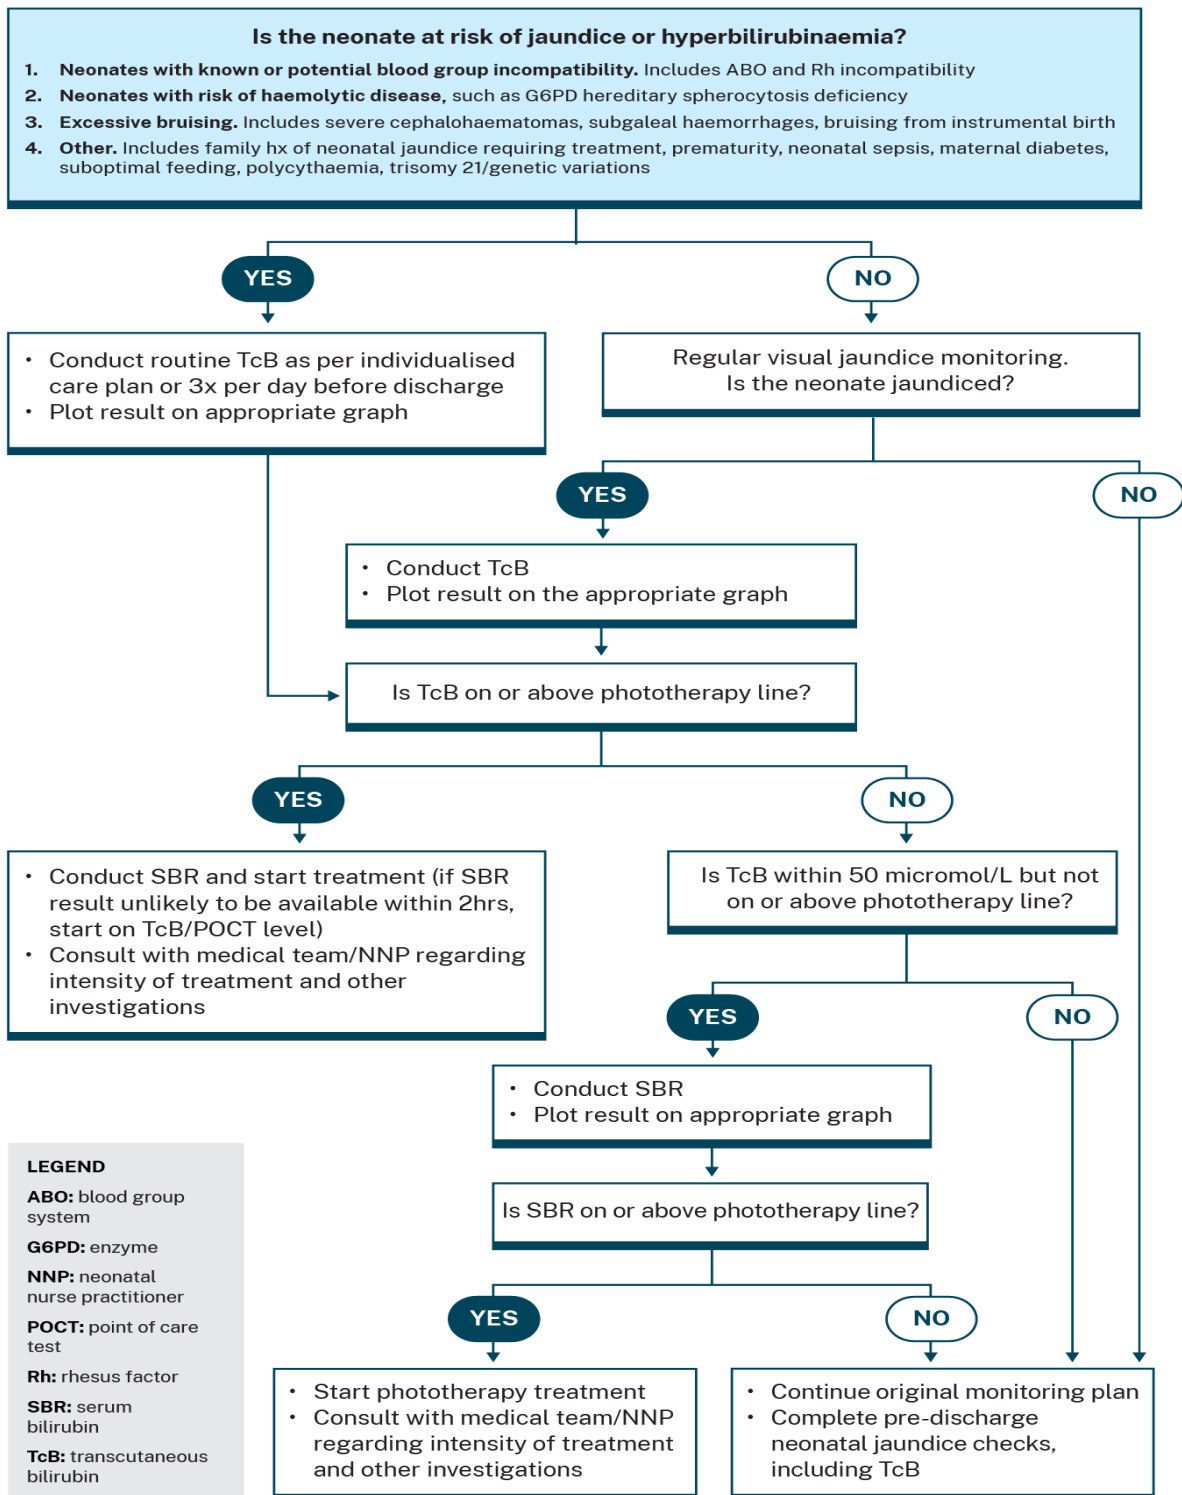 Is the neonate at risk of jaundice or hyperbilirubinaemia?
1. Neonates with known or potential blood group incompatibility. Includes ABO and Rh incompatibility
2. Neonates with risk of haemolytic disease, such as G6PD hereditary spherocytosis deficiency
3. Excessive bruising. Includes severe cephalohaematomas, subgaleal haemorrhages, bruising from instrumental birth
4. Other. Includes family hx of neonatal jaundice requiring treatment, prematurity, neonatal sepsis, maternal diabetes,
suboptimal feeding, polycythaemia, trisomy 21/genetic variations
YES
NO
• Conduct routine TcB as per individualised
care plan or 3x per day before discharge
• Plot result on appropriate graph
Regular visual jaundice monitoring.
Is the neonate jaundiced?
YES
NO
• Conduct TcB
• Plot result on the appropriate graph
Is TcB on or above phototherapy line?
YES
NO
• Conduct SBR and start treatment (if SBR
result unlikely to be available within 2hrs,
start on TcB/POCT level)
• Consult with medical team/NNP regarding
intensity of treatment and other
investigations
Is TcB within 50 micromol/L but not
on or above phototherapy line?
YES
NO
• Conduct SBR
• Plot result on appropriate graph
Is SBR on or above phototherapy line?
YES
NO
• Start phototherapy treatment
• Consult with medical team/NNP
regarding intensity of treatment
and other investigations
• Continue original monitoring plan
• Complete pre-discharge
neonatal jaundice checks,
including TcB
LEGEND
ABO: blood group
system
G6PD: enzyme
NNP: neonatal
nurse practitioner
POCT: point of care
test
Rh: rhesus factor
SBR: serum
bilirubin
TcB: transcutaneous
bilirubin